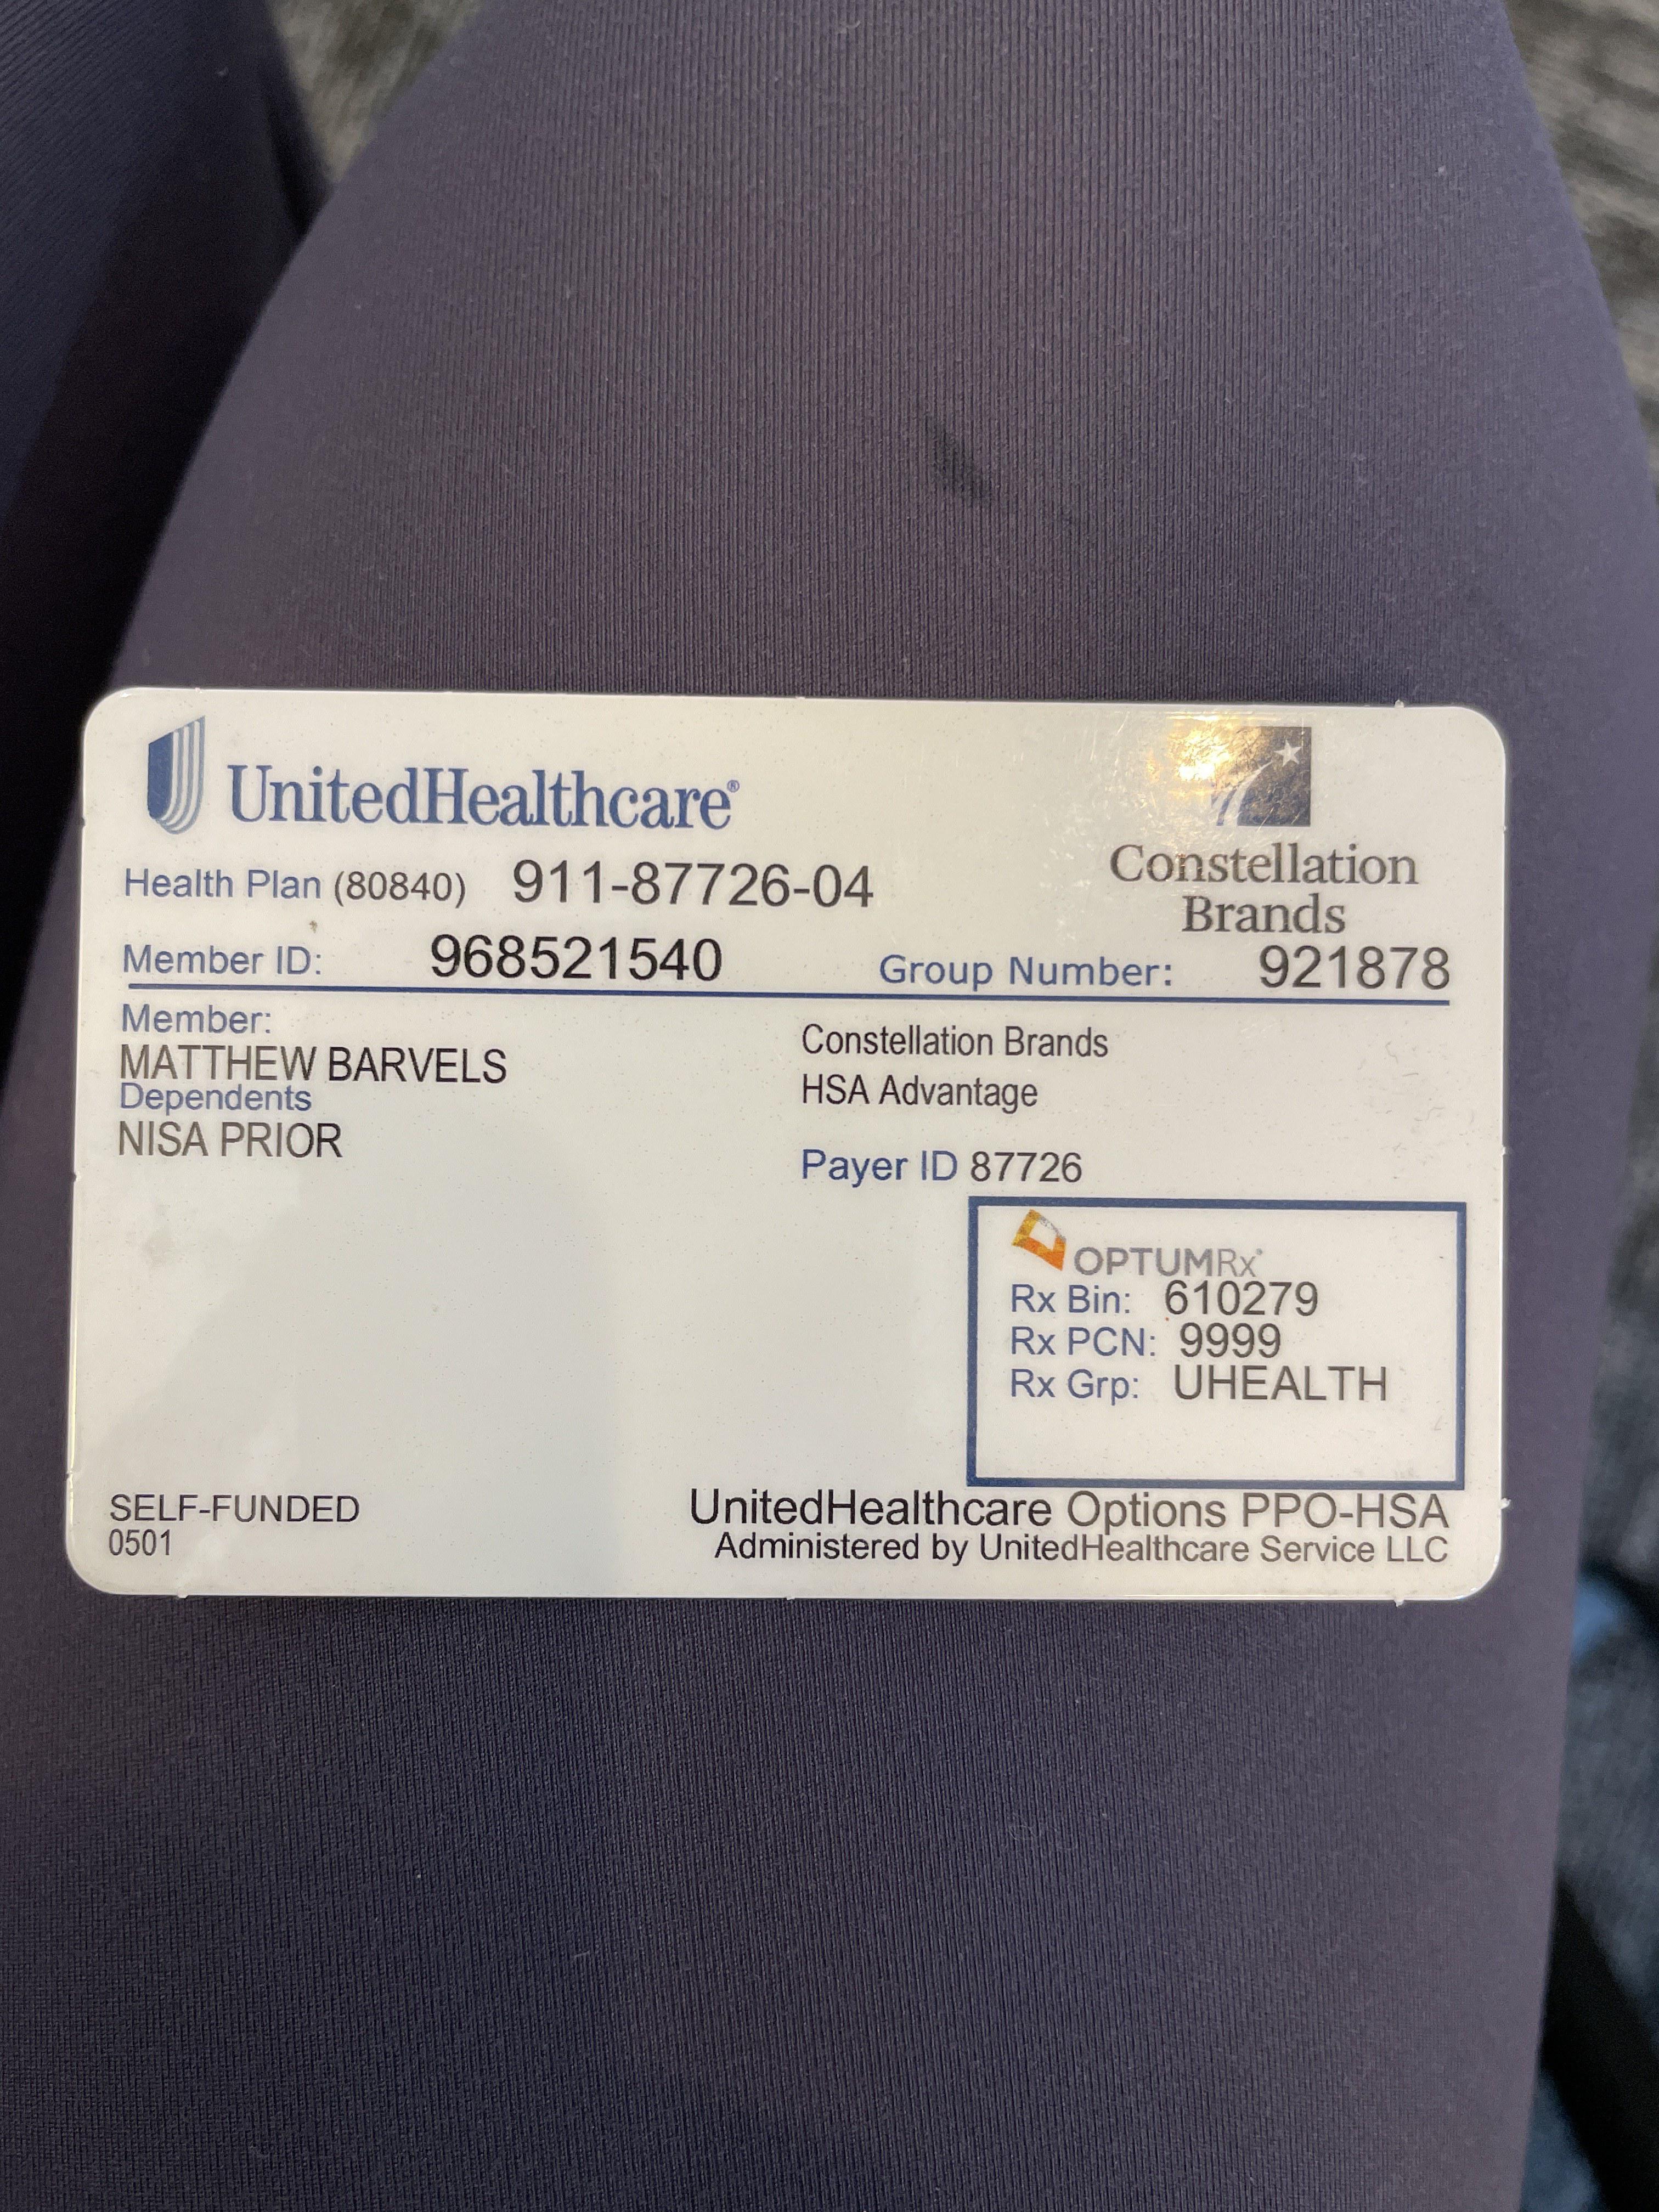 UnitedHealthcare®
Constellation
Brands
Health Plan (80840) 911-87726-04
Member ID: 968521540 Group Number: 921878
Member:
MATTHEW BARVELS
Dependents
NISA PRIOR
Constellation Brands
HSA Advantage
Payer ID 87726
OPTUMRx®
Rx Bin: 610279
Rx PCN: 9999
Rx Grp: UHEALTH
SELF-FUNDED
0501
UnitedHealthcare Options PPO-HSA
Administered by UnitedHealthcare Service LLC